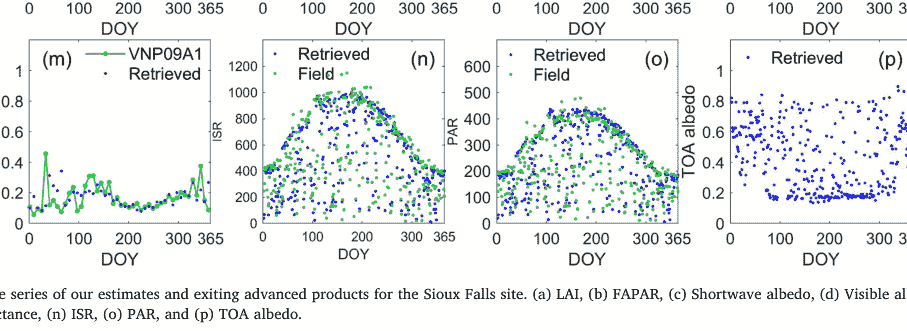 0 100 200 300 365 0 100 200 300 365 0 100 200 300 365 0 100 200 300 365
DOY DOY DOY DOY
(m) VNP09A1 Retrieved
1 0.8 0.6 0.4 0.2 0
0 100 200 300 365
DOY
ISR
(n) Retrieved Field
1200 1000 800 600 400 200 0
0 100 200 300 365
DOY
PAR
(o) Retrieved Field
600 500 400 300 200 100 0
0 100 200 300 365
DOY
TOA albedo
(p) Retrieved
1 0.8 0.6 0.4 0.2 0
0 100 200 300 365
DOY
e series of our estimates and exiting advanced products for the Sioux Falls site. (a) LAI, (b) FAPAR, (c) Shortwave albedo, (d) Visible al
ctance, (n) ISR, (o) PAR, and (p) TOA albedo.